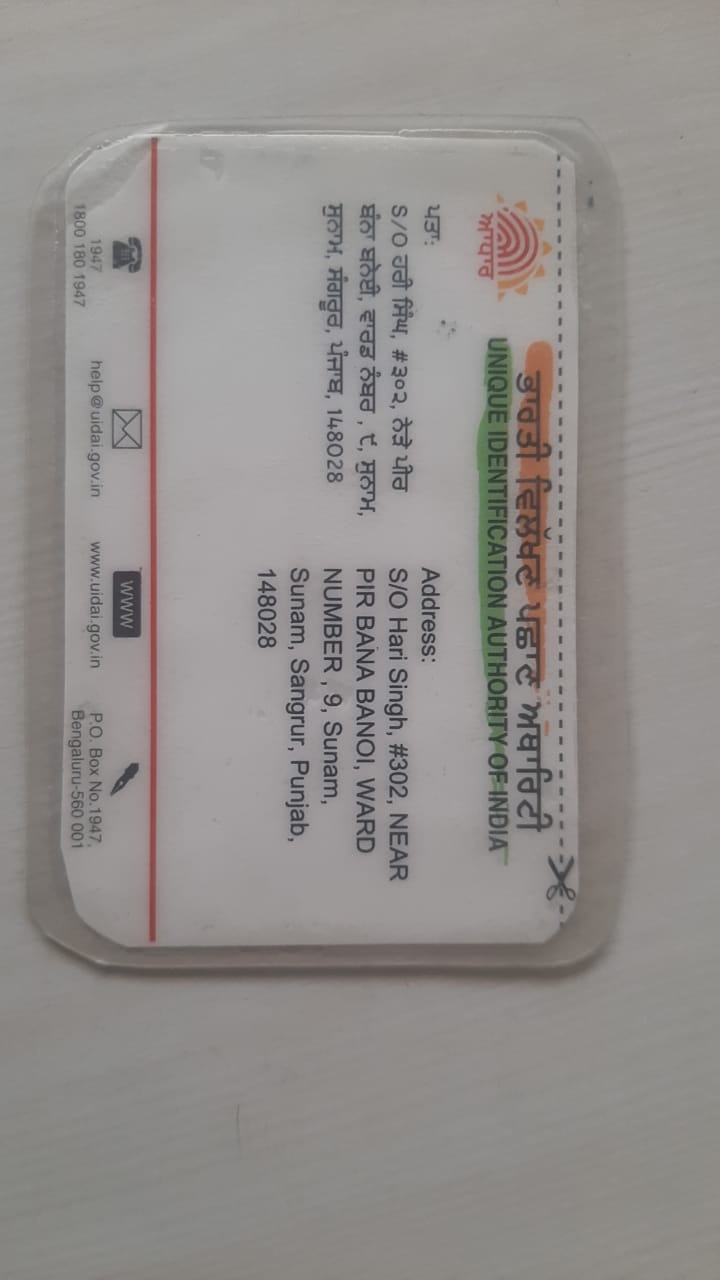 ਭਾਰਤੀ ਵਿਲੱਖਣ ਪਛਾਣ ਅਥਾਰਿਟੀ
UNIQUE IDENTIFICATION AUTHORITY OF INDIA
ਆਧਾਰ
ਪਤਾ:
S/O ਹਰੀ ਸਿੰਘ, #੩੦੨, ਨੇੜੇ ਪੀਰ
ਬੰਨਾ ਬਨੋਈ, ਵਾਰਡ ਨੰਬਰ , ੯, ਸੁਨਾਮ,
ਸੁਨਾਮ, ਸੰਗਰੂਰ, ਪੰਜਾਬ, 148028
Address:
S/O Hari Singh, #302, NEAR
PIR BANA BANOI, WARD
NUMBER , 9, Sunam,
Sunam, Sangrur, Punjab,
148028
1947
1800 180 1947
help@uidai.gov.in
WWW
www.uidai.gov.in
P.O. Box No.1947,
Bengaluru-560 001